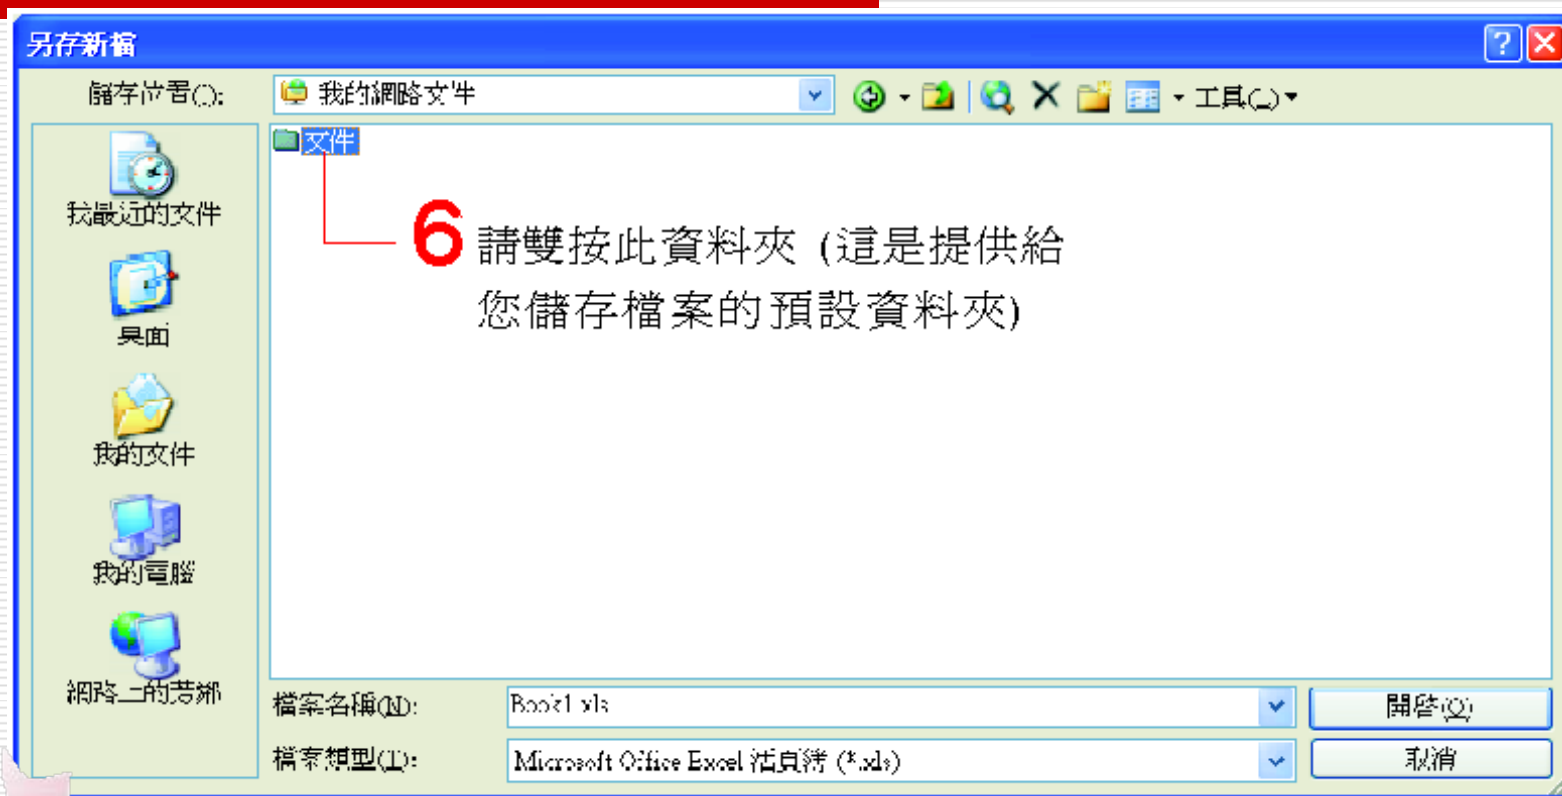 另存新檔
儲存位置(I):
我的網路文件
工具(L)
文件
我最近的文件
桌面
我的文件
我的電腦
網路上的芳鄰
6 請雙按此資料夾 (這是提供給
您儲存檔案的預設資料夾)
檔案名稱(N):
Book1.xls
開啟(O)
檔案類型(T):
Microsoft Office Excel 活頁簿 (*.xls)
取消